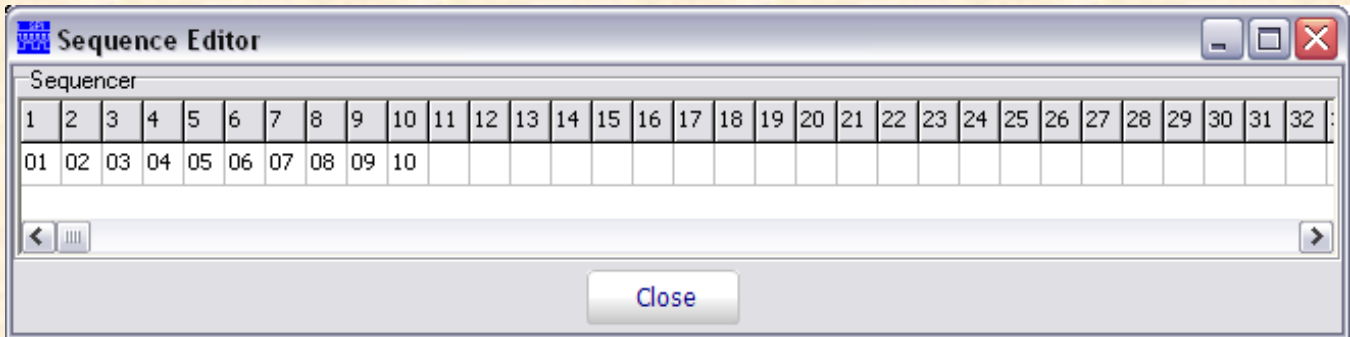 Sequence Editor
Sequencer
1 2 3 4 5 6 7 8 9 10 11 12 13 14 15 16 17 18 19 20 21 22 23 24 25 26 27 28 29 30 31 32
01 02 03 04 05 06 07 08 09 10
Close